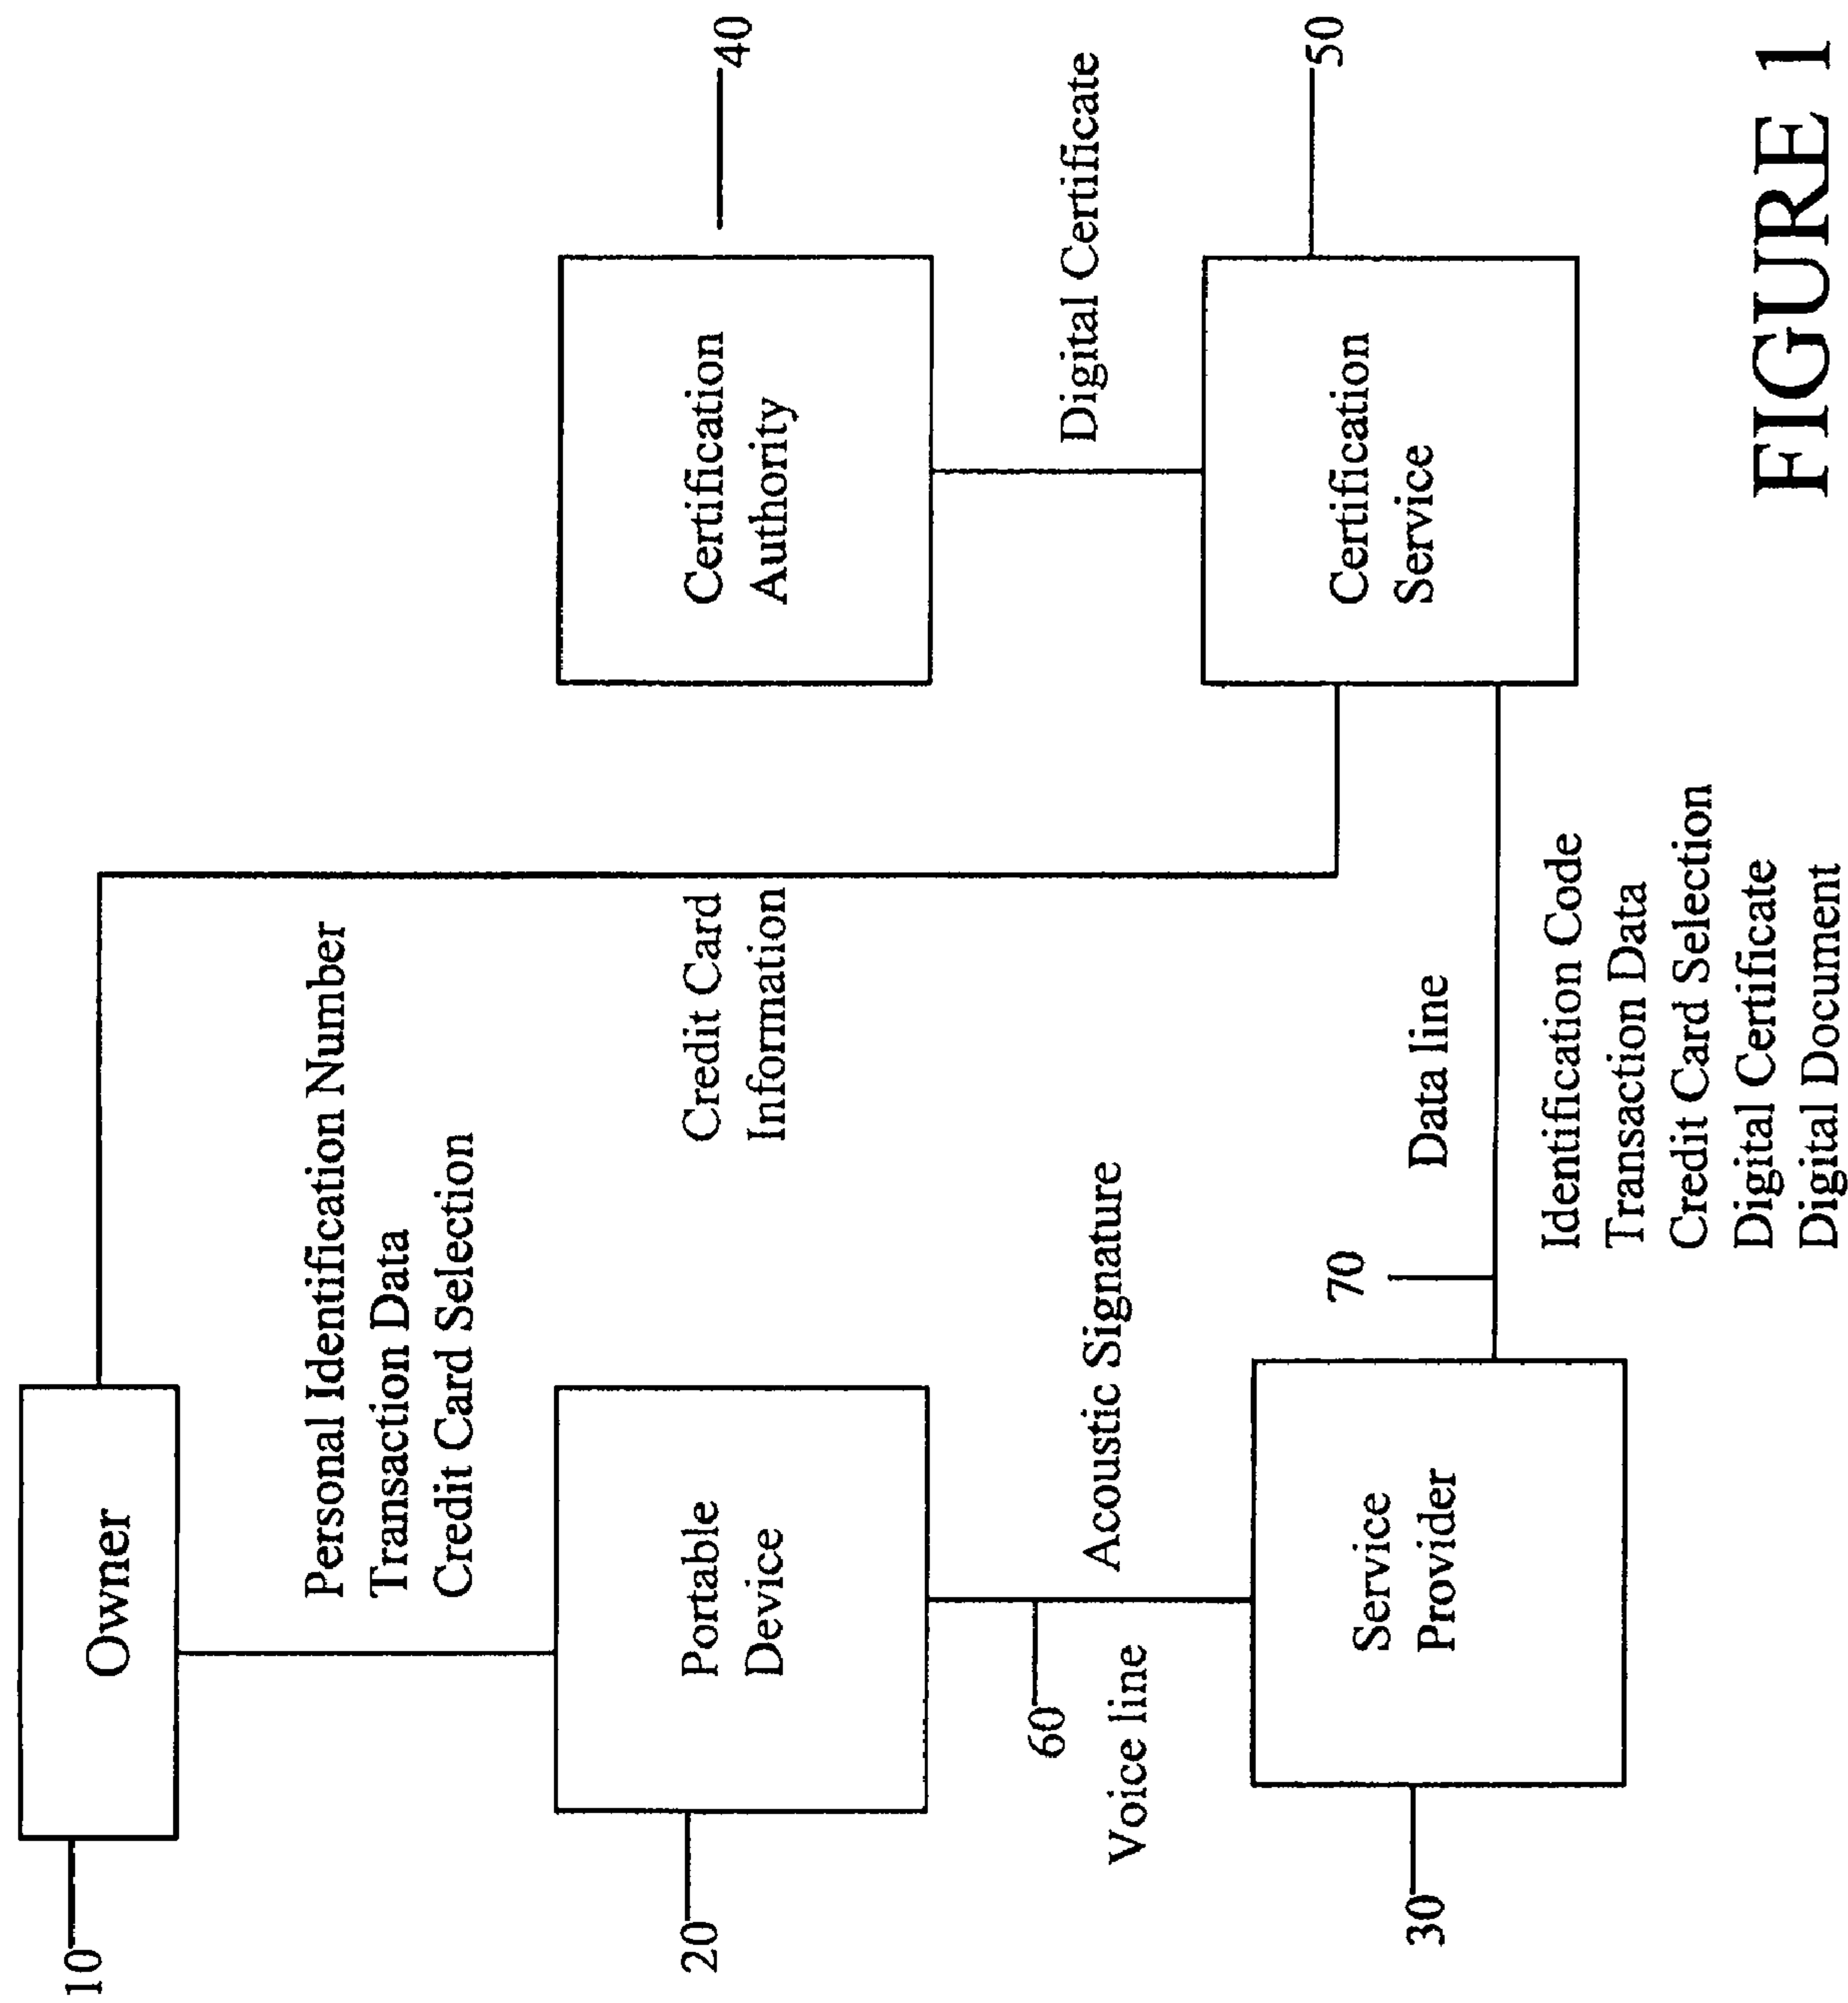 10
Owner
Personal Identification Number
Transaction Data
Credit Card Selection
20
Portable
Device
Credit Card
Information
Certification
Authority
40
60
Voice line
Acoustic Signature
Digital Certificate
30
Service
Provider
70
Data line
Certification
Service
50
Identification Code
Transaction Data
Credit Card Selection
Digital Certificate
Digital Document
FIGURE 1